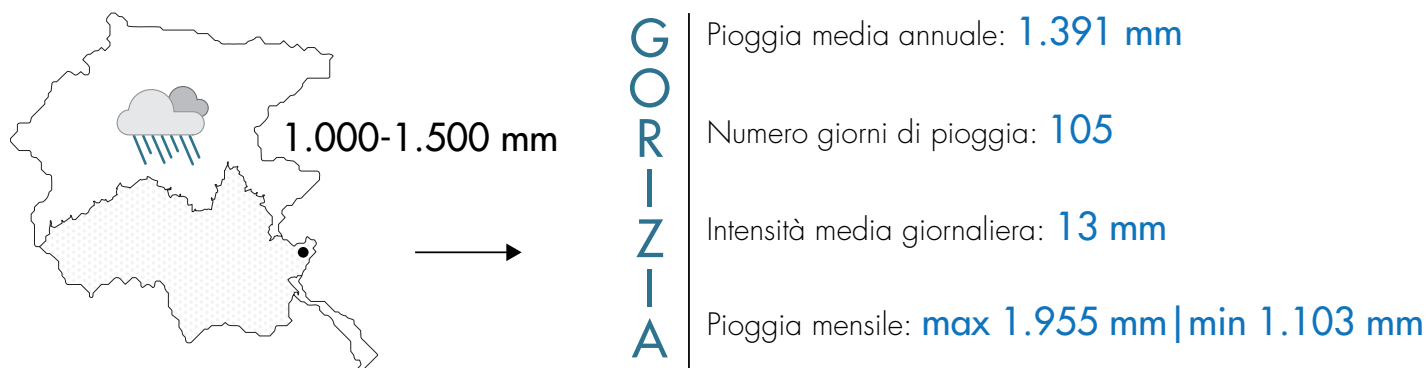 1.000-1.500 mm
GORIZIA
Pioggia media annuale: 1.391 mm
Numero giorni di pioggia: 105
Intensità media giornaliera: 13 mm
Pioggia mensile: max 1.955 mm|min 1.103 mm